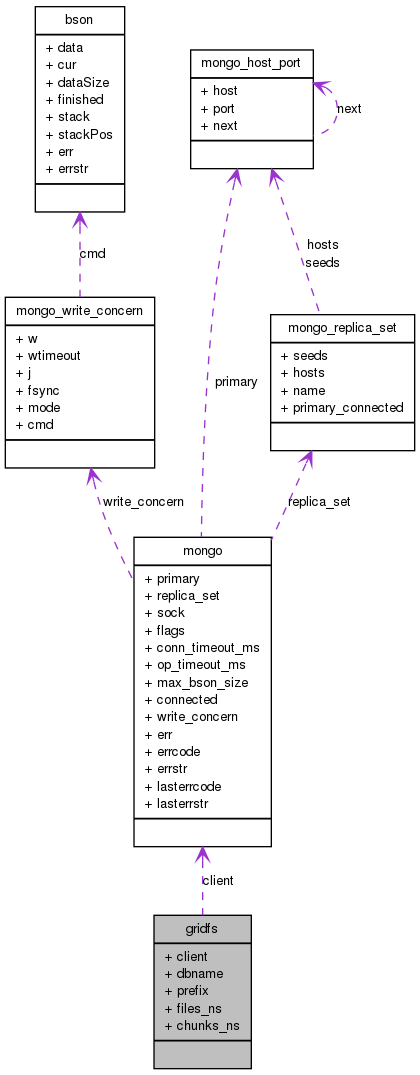 bson
+ data
+ cur
+ dataSize
+ finished
+ stack
+ stackPos
+ err
+ errstr
mongo_host_port
+ host
+ port
+ next
next
cmd
hosts
seeds
mongo_write_concern
+ w
+ wtimeout
+ j
+ fsync
+ mode
+ cmd
mongo_replica_set
+ seeds
+ hosts
+ name
+ primary_connected
primary
write_concern
replica_set
mongo
+ primary
+ replica_set
+ sock
+ flags
+ conn_timeout_ms
+ op_timeout_ms
+ max_bson_size
+ connected
+ write_concern
+ err
+ errcode
+ errstr
+ lasterrcode
+ lasterrstr
client
gridfs
+ client
+ dbname
+ prefix
+ files_ns
+ chunks_ns